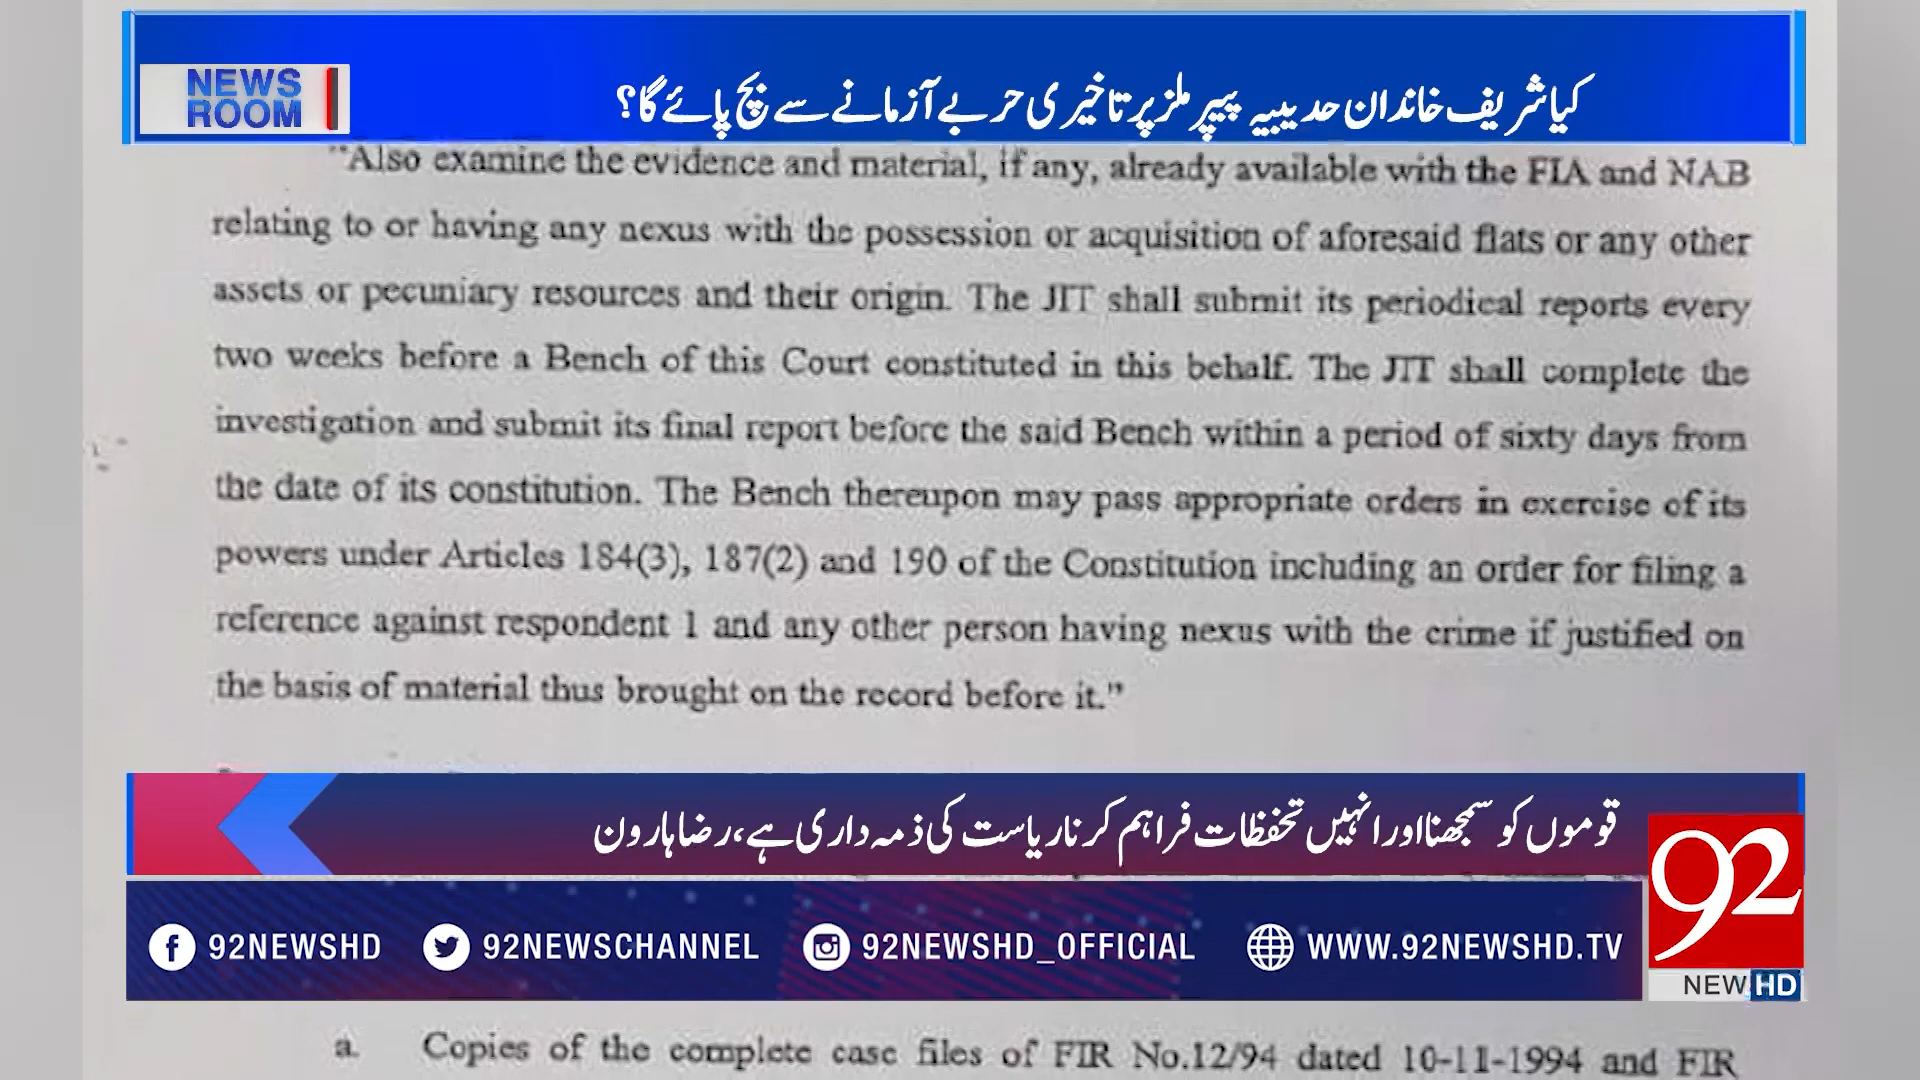 کیا شریف خاندان حدیبیہ پیپر ملز پر تاخیری حربے آزمانے سے بچ پائے گا؟
NEWS
ROOM
"Also examine the evidence and material, if any, already available with the FIA and NAB
relating to or having any nexus with the possession or acquisition of aforesaid flats or any other
assets or pecuniary resources and their origin. The JIT shall submit its periodical reports every
two weeks before a Bench of this Court constituted in this behalf. The JIT shall complete the
investigation and submit its final report before the said Bench within a period of sixty days from
the date of its constitution. The Bench thereupon may pass appropriate orders in exercise of its
powers under Articles 184(3), 187(2) and 190 of the Constitution including an order for filing a
reference against respondent 1 and any other person having nexus with the crime if justified on
the basis of material thus brought on the record before it."
قوموں کو سمجھنا اور انہیں تحفظات فراہم کرنا ریاست کی ذمہ داری ہے، رضا ہارون
92NEWSHD 92NEWSCHANNEL 92NEWSHD_OFFICIAL WWW.92NEWSHD.TV
92
NEWS HD
a. Copies of the complete case files of FIR No.12/94 dated 10-11-1994 and FIR